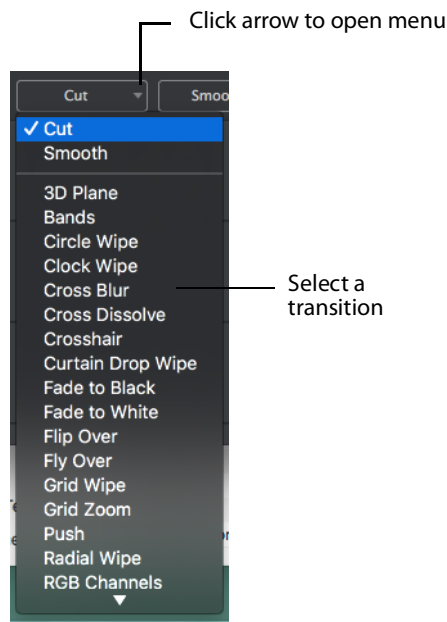 Click arrow to open menu
Cut
Smoo
✓ Cut
Smooth
3D Plane
Bands
Circle Wipe
Clock Wipe
Cross Blur
Select a
transition
Cross Dissolve
Crosshair
Curtain Drop Wipe
Fade to Black
Fade to White
Flip Over
Fly Over
Grid Wipe
Grid Zoom
Push
Radial Wipe
RGB Channels